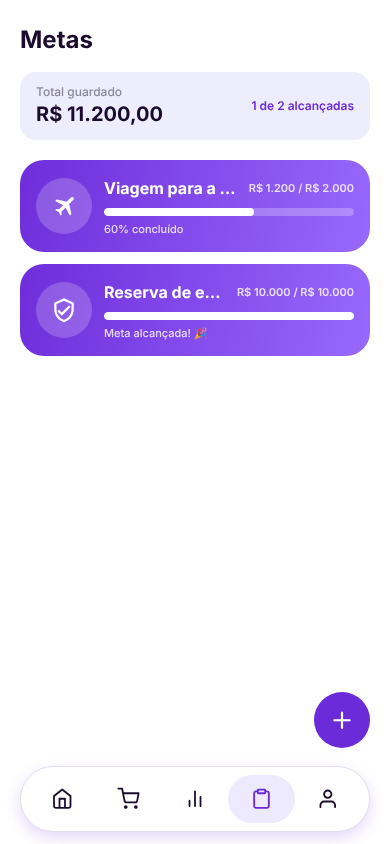 Metas
Total guardado
R$ 11.200,00
1 de 2 alcançadas
Viagem para a ...
R$ 1.200 / R$ 2.000
60% concluído
Reserva de e...
R$ 10.000 / R$ 10.000
Meta alcançada! 🎉